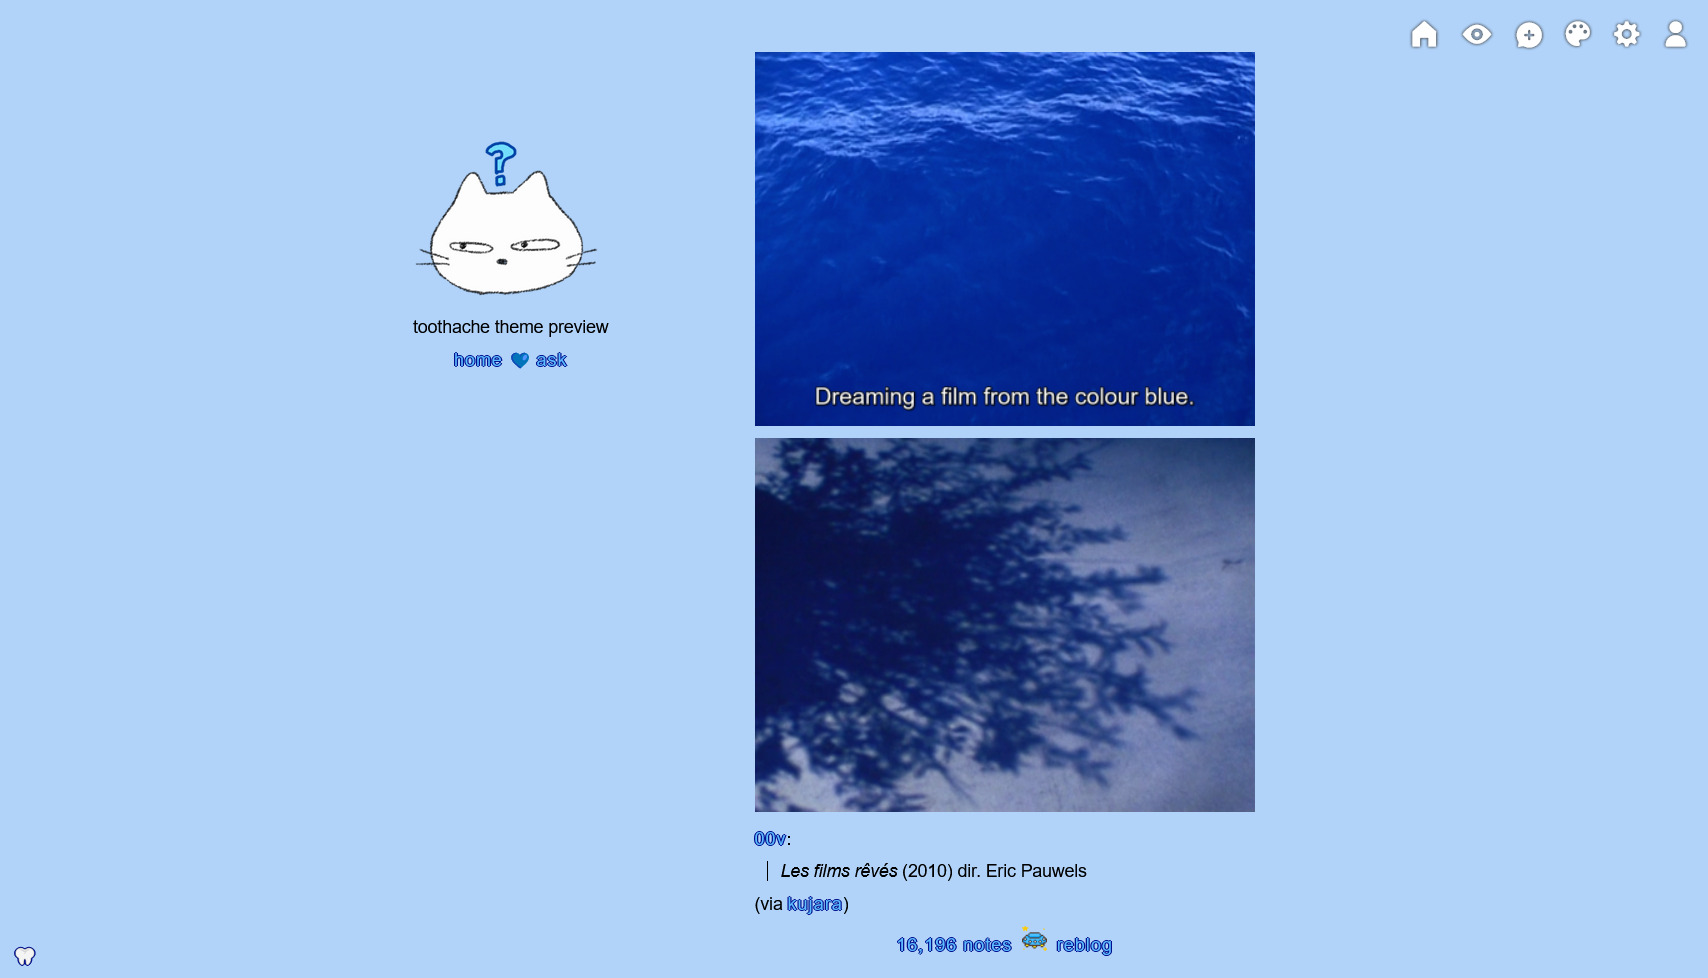 ?
toothache theme preview
home 💙 ask
Dreaming a film from the colour blue.
00v:
Les films rêvés (2010) dir. Eric Pauwels
(via kujara)
16,196 notes reblog